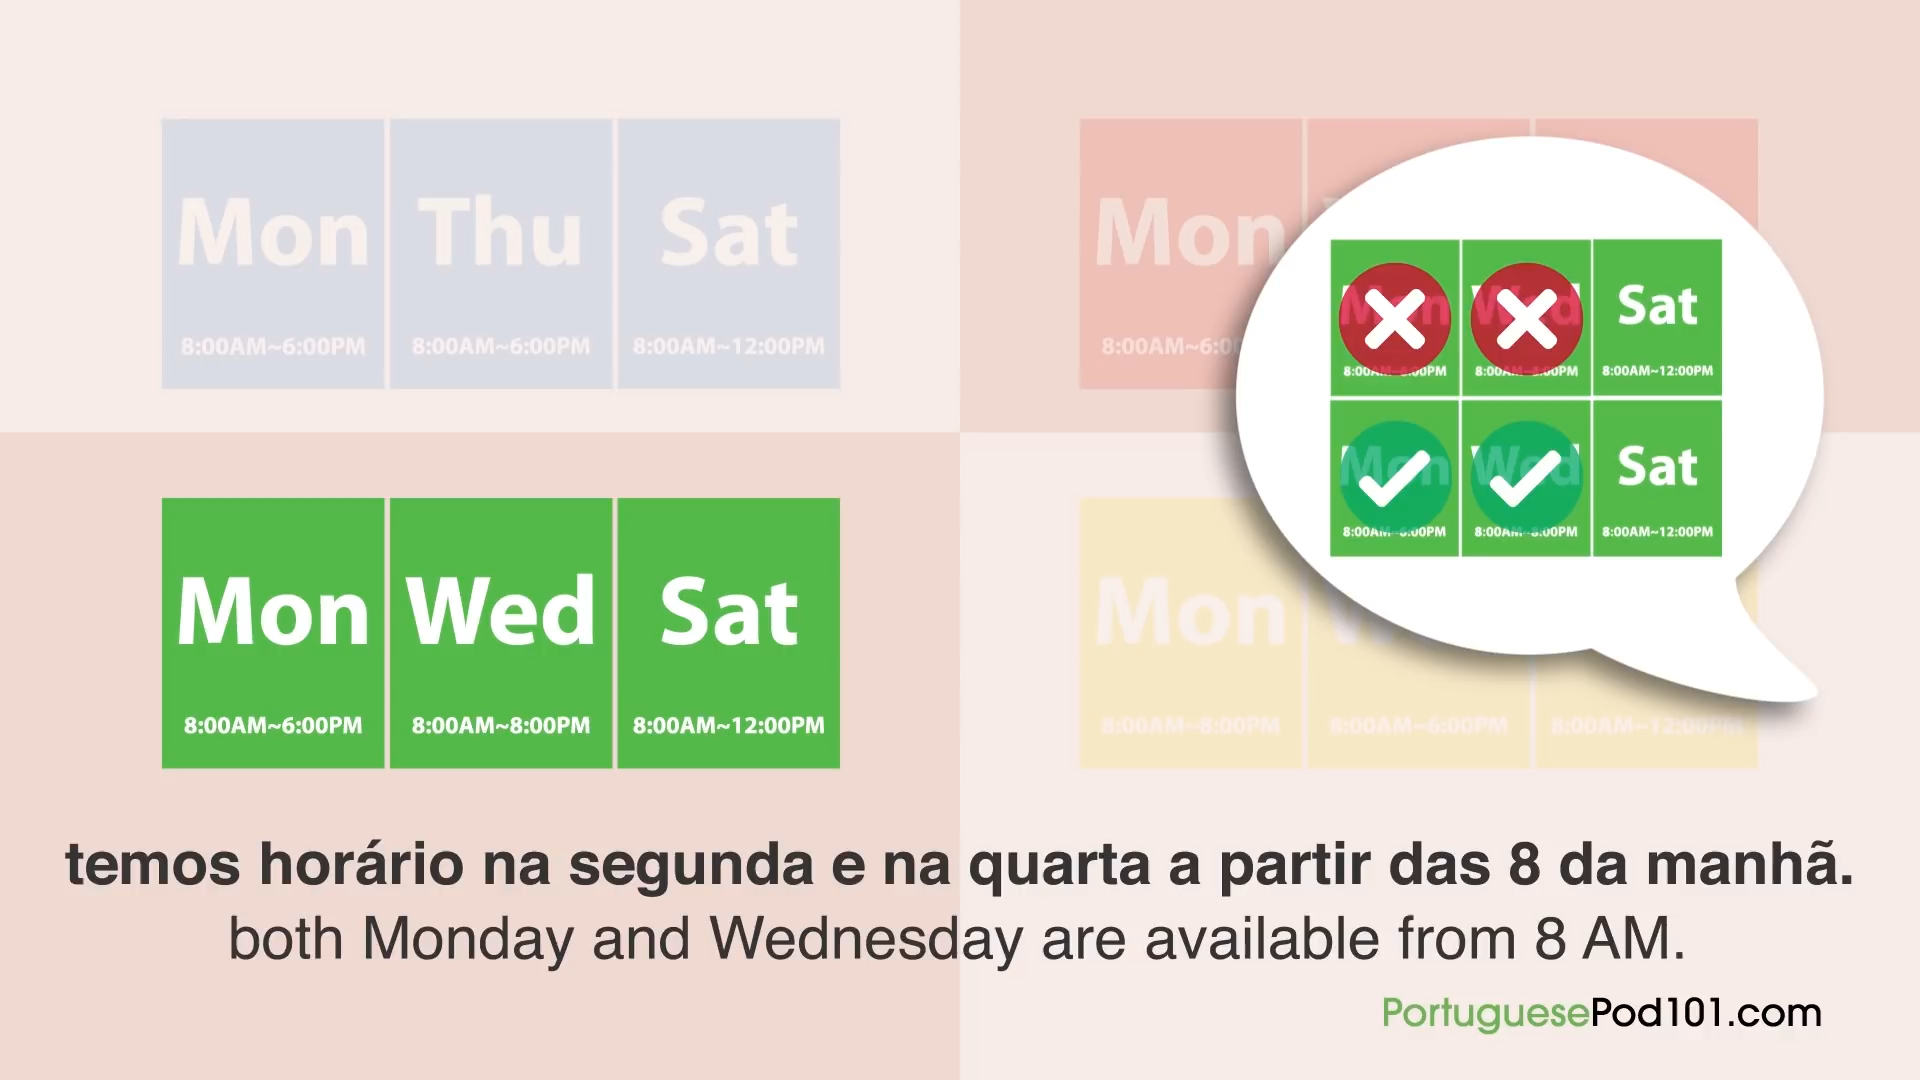 Mon Thu Sat
8:00AM~6:00PM 8:00AM~6:00PM 8:00AM~12:00PM
Mon
Sat
8:00AM~12:00PM
Sat
8:00AM~12:00PM
Mon Wed Sat
8:00AM~6:00PM 8:00AM~8:00PM 8:00AM~12:00PM
Mon
8:00AM~8:00PM 8:00AM~6:00PM 8:00AM~12:00PM
temos horário na segunda e na quarta a partir das 8 da manhã.
both Monday and Wednesday are available from 8 AM.
PortuguesePod101.com